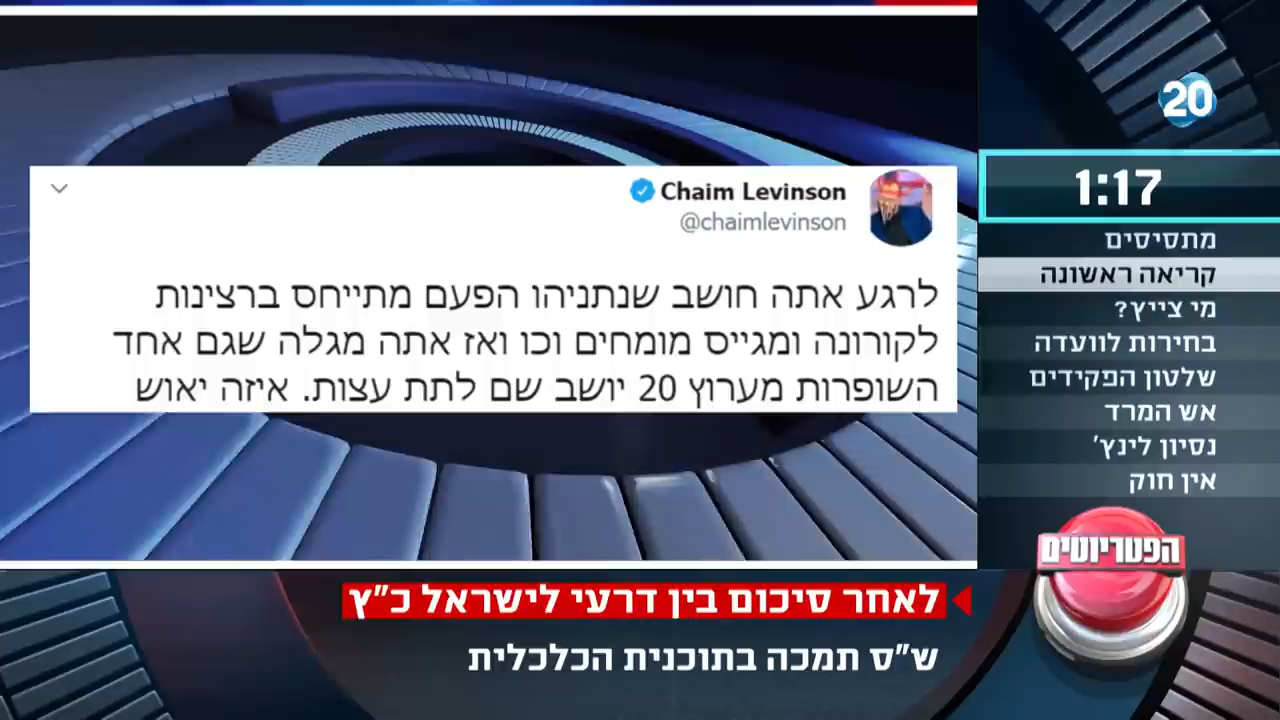 Chaim Levinson
@chaimlevinson
לרגע אתה חושב שנתניהו הפעם מתייחס ברצינות
לקורונה ומגייס מומחים וכו ואז אתה מגלה שגם אחד
השופרות מערוץ 20 יושב שם לתת עצות. איזה יאוש
20
1:17
מתסיסים
קריאה ראשונה
מי צייץ?
בחירות לוועדה
שלטון הפקידים
אש המרד
נסיון לינץ'
אין חוק
הפטריוטים
לאחר סיכום בין דרעי לישראל כ"ץ
ש"ס תמכה בתוכנית הכלכלית